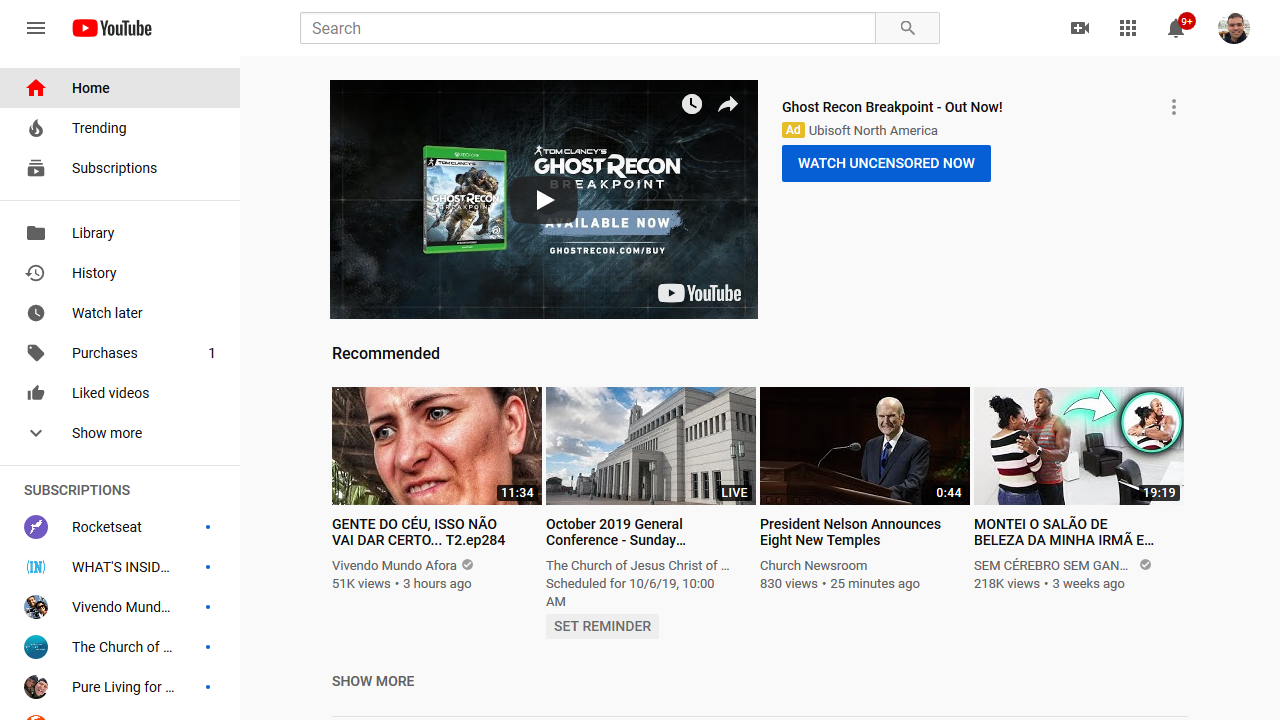 YouTube
Search
9+
Home
Trending
Subscriptions
Library
History
Watch later
Purchases 1
Liked videos
Show more
SUBSCRIPTIONS
Rocketseat
WHAT'S INSID...
Vivendo Mund...
The Church of ...
Pure Living for ...
TOM CLANCY'S
GHOST RECON
BREAKPOINT
AVAILABLE NOW
GHOSTRECON.COM/BUY
GHOST RECON
BREAKPOINT
YouTube
Ghost Recon Breakpoint - Out Now!
Ad Ubisoft North America
WATCH UNCENSORED NOW
Recommended
11:34
GENTE DO CÉU, ISSO NÃO
VAI DAR CERTO... T2.ep284
Vivendo Mundo Afora
51K views • 3 hours ago
LIVE
October 2019 General
Conference - Sunday…
The Church of Jesus Christ of …
Scheduled for 10/6/19, 10:00
AM
SET REMINDER
0:44
President Nelson Announces
Eight New Temples
Church Newsroom
830 views • 25 minutes ago
19:19
MONTEI O SALÃO DE
BELEZA DA MINHA IRMÃ E…
SEM CÉREBRO SEM GAN…
218K views • 3 weeks ago
SHOW MORE